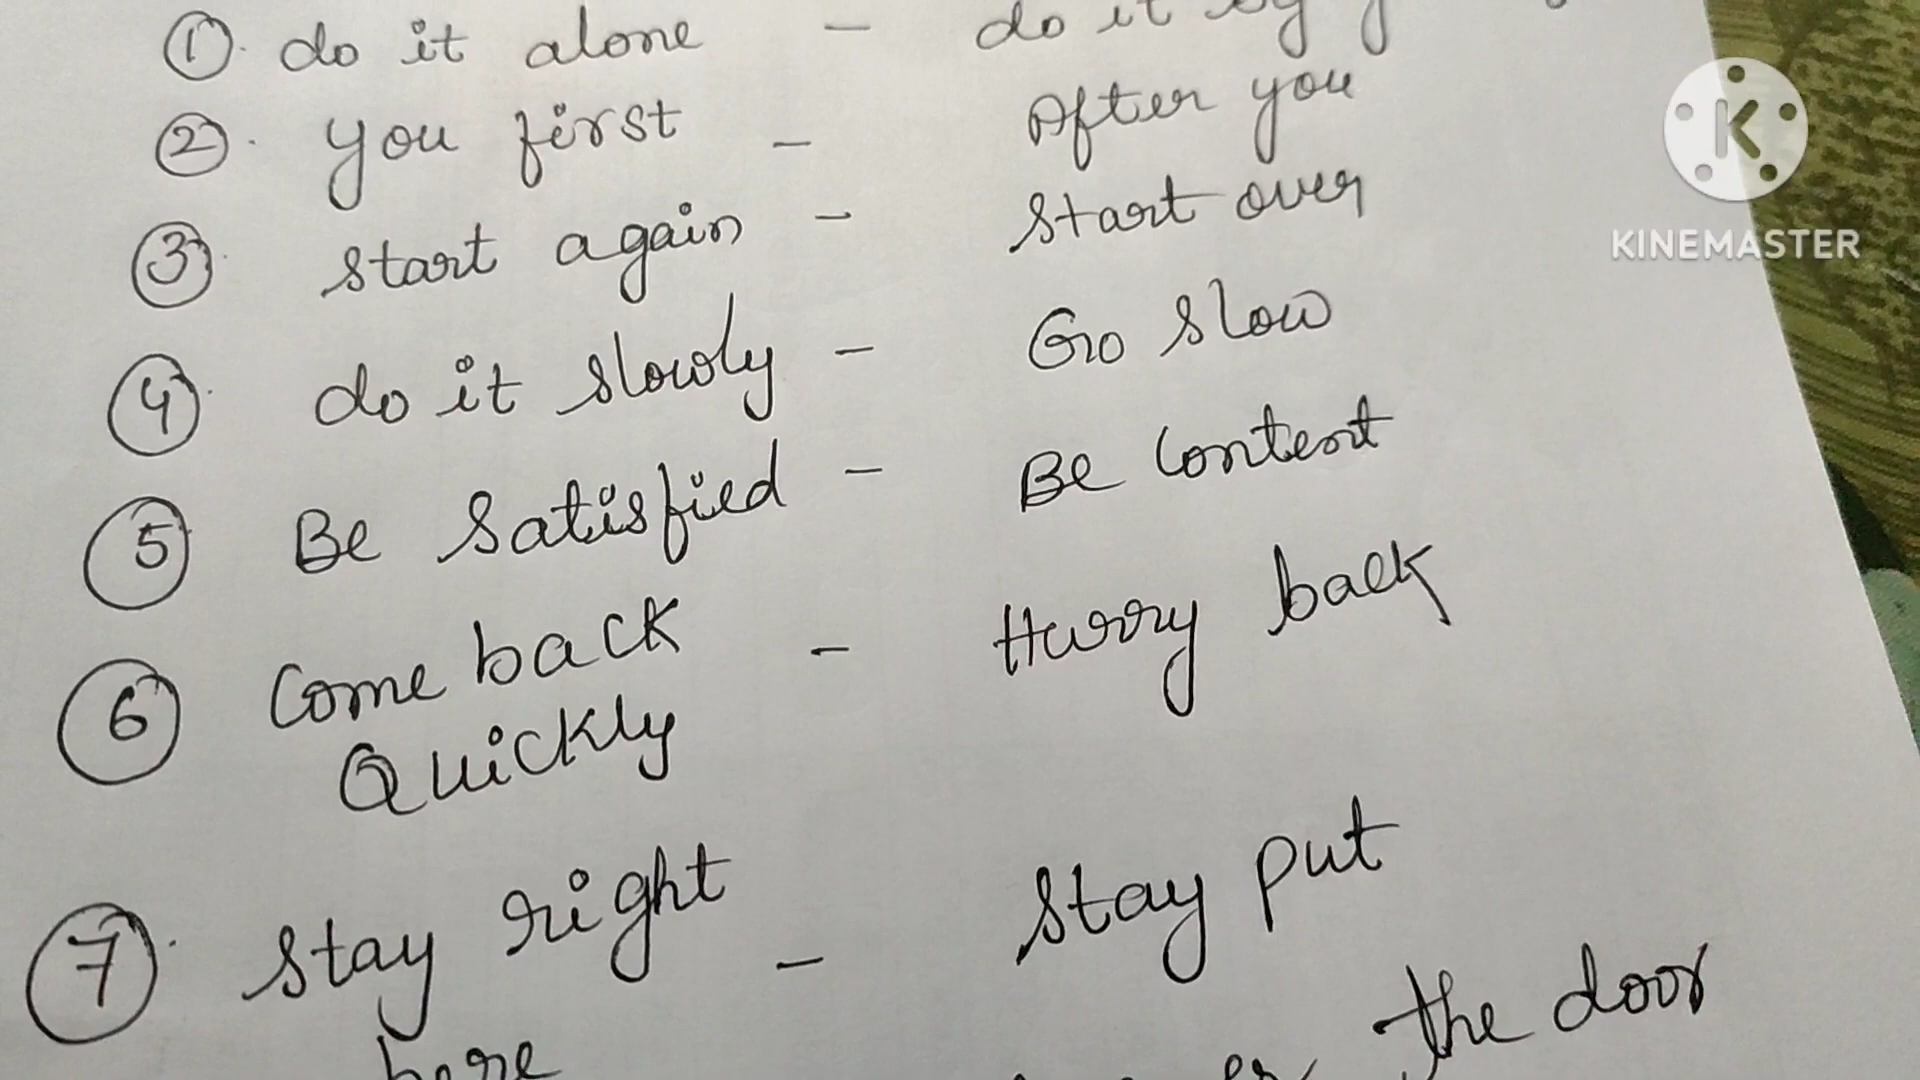 ① do it alone - do it by
② you first - After you
③ start again - start over
④ do it slowly - Go slow
⑤ Be satisfied - Be content
⑥ Come back - Hurry back
Quickly
⑦ stay right - stay put
here
the door
K
KINEMASTER